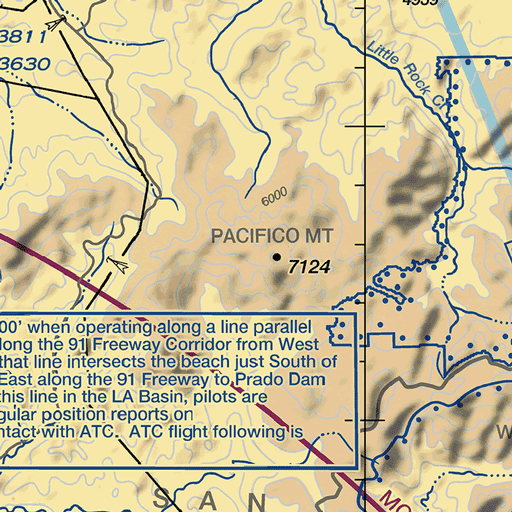 4959
3811
3630
Little Rock Cr
6000
PACIFICO MT
7124
00' when operating along a line parallel
long the 91 Freeway Corridor from West
that line intersects the beach just South of
East along the 91 Freeway to Prado Dam
this line in the LA Basin, pilots are
gular position reports on
ntact with ATC. ATC flight following is
W
SAN
MO